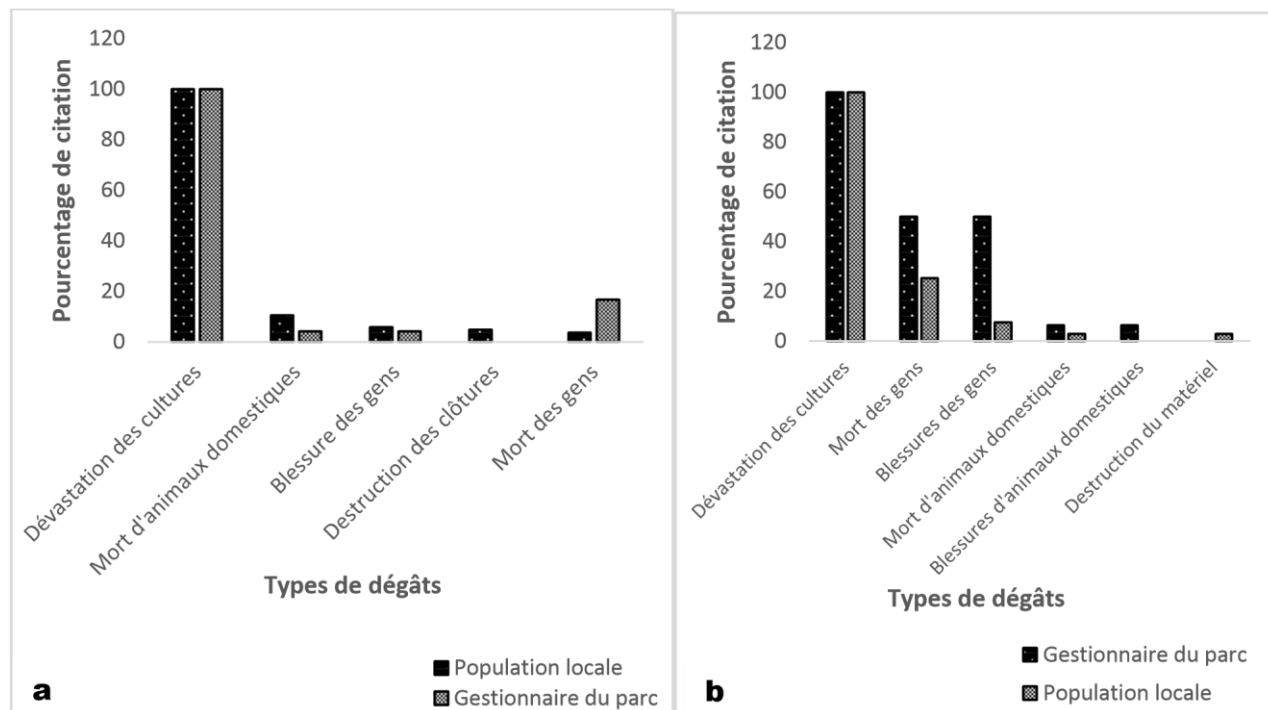 120
100
80
60
40
20
0
Pourcentage de citation
Dévastation des cultures
Mort d'animaux domestiques
Blessure des gens
Destruction des clôtures
Mort des gens
Types de dégâts
Population locale
Gestionnaire du parc
a
120
100
80
60
40
20
0
Pourcentage de citation
Dévastation des cultures
Mort des gens
Blessures des gens
Mort d'animaux domestiques
Blessures d'animaux domestiques
Destruction du matériel
Types de dégâts
Gestionnaire du parc
Population locale
b